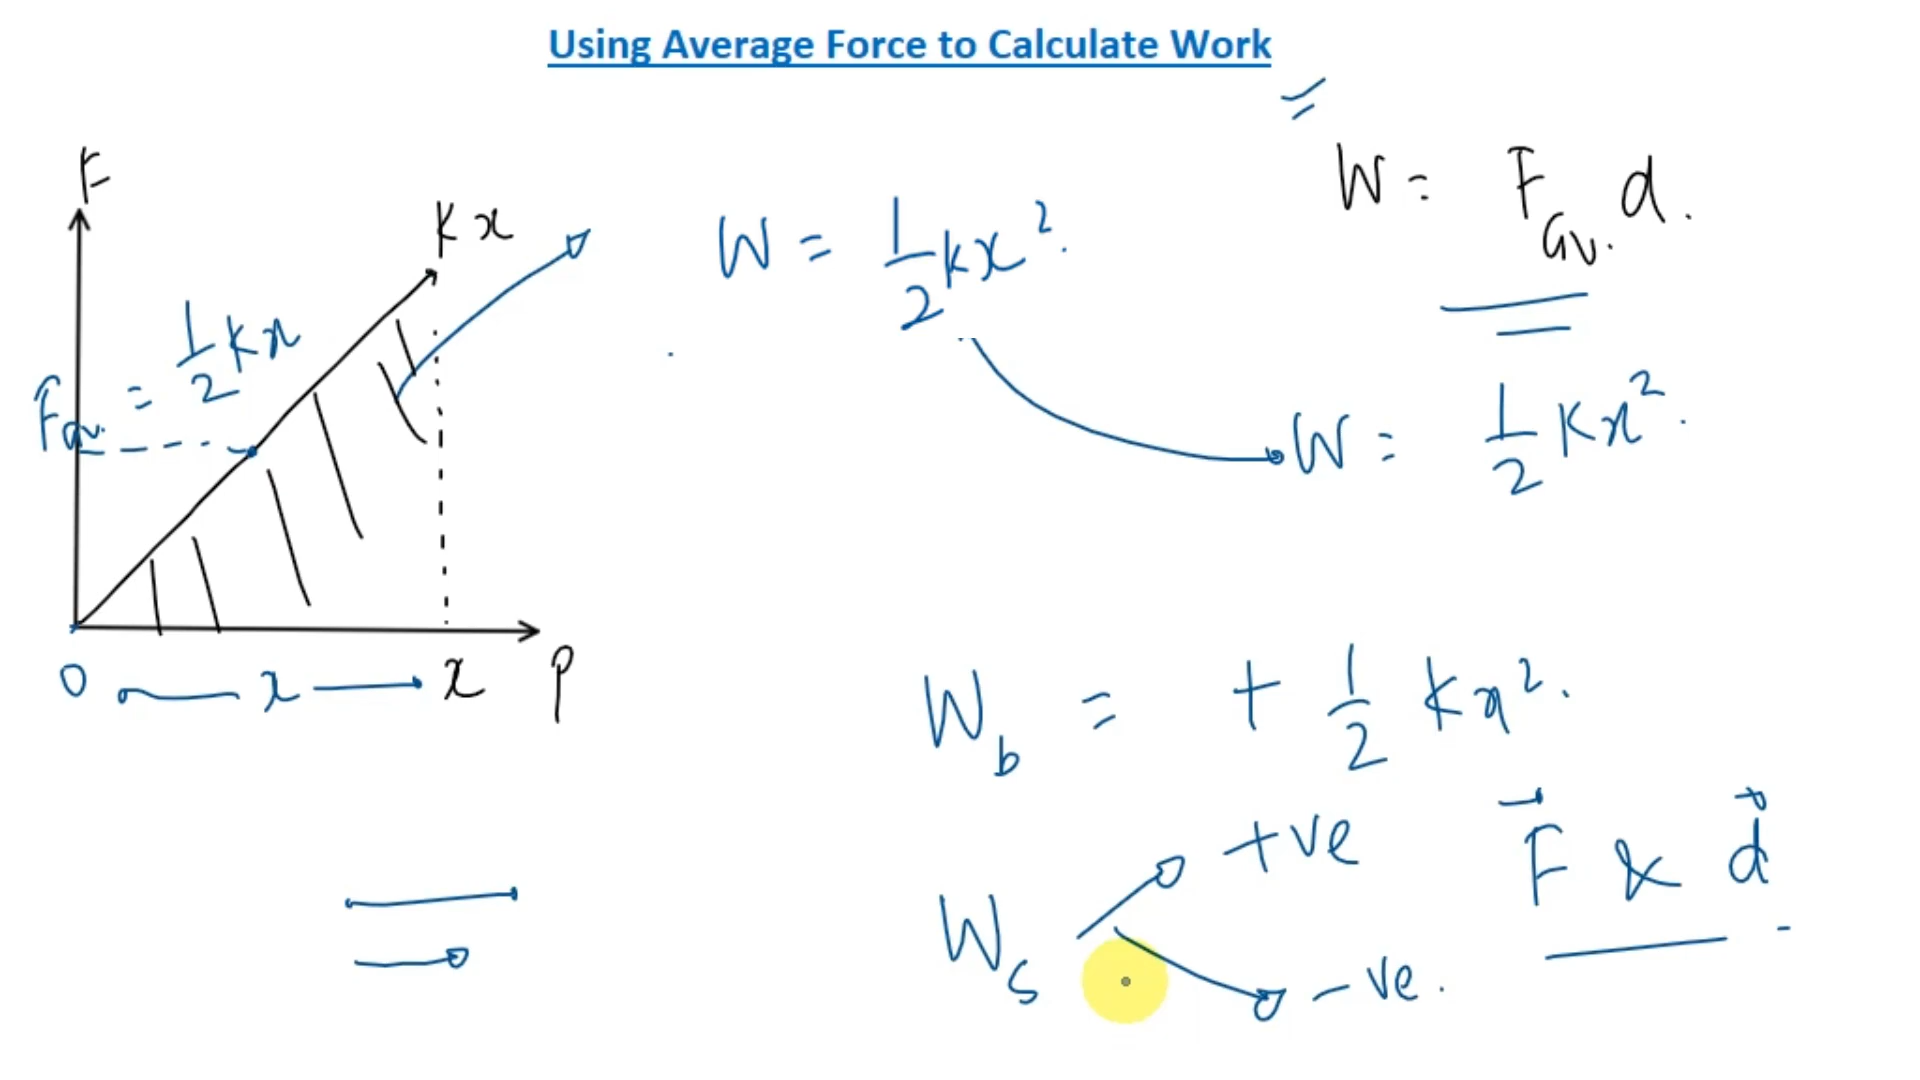 Using Average Force to Calculate Work
F
kx
Fav. = 1/2 kx
0 x x P
W = 1/2 kx².
W = Fav. d.
W = 1/2 kx².
Wb = + 1/2 kx².
Ws +ve
-ve.
F & d